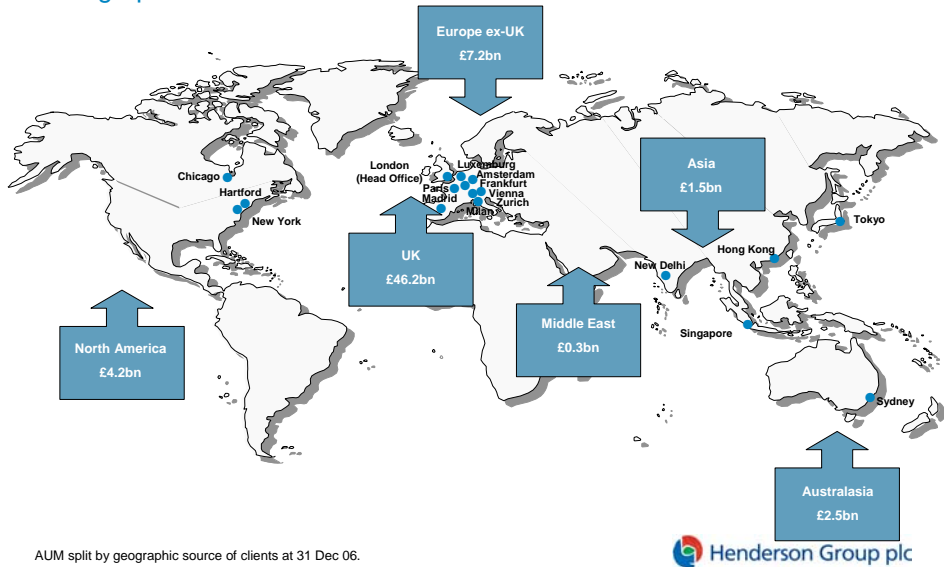 Europe ex-UK
£7.2bn
London
(Head Office)
Luxemburg
Amsterdam
Frankfurt
Paris
Vienna
Madrid
Zurich
Milan
Chicago
Hartford
New York
Asia
£1.5bn
Tokyo
Hong Kong
New Delhi
Singapore
UK
£46.2bn
Middle East
£0.3bn
North America
£4.2bn
Sydney
Australasia
£2.5bn
AUM split by geographic source of clients at 31 Dec 06.
Henderson Group plc